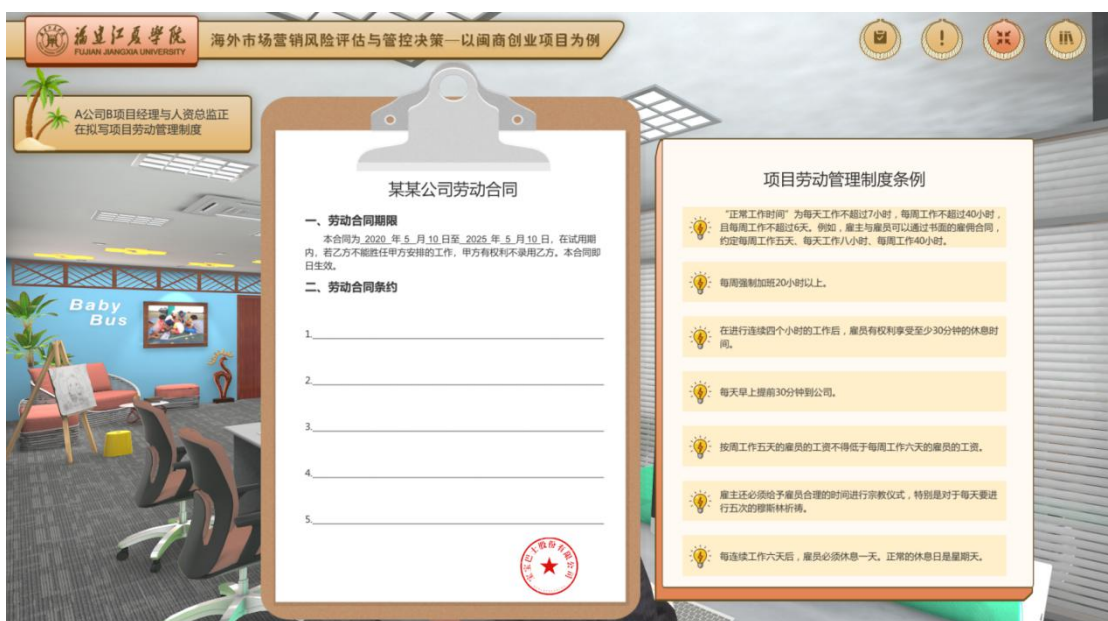 福建江夏学院
FUJIAN JIANGXIA UNIVERSITY
海外市场营销风险评估与管控决策—以闽商创业项目为例
A公司B项目经理与人资总监正
在拟写项目劳动管理制度
Baby
Bus
某某公司劳动合同
一、劳动合同期限
本合同为 2020 年 5 月 10 日至 2025 年 5 月 10 日，在试用期
内，若乙方不能胜任甲方安排的工作，甲方有权利不录用乙方。本合同即
日生效。
二、劳动合同条约
1.
2.
3.
4.
5.
宝宝巴士股份有限公司
项目劳动管理制度条例
“正常工作时间”为每天工作不超过7小时，每周工作不超过40小时，
且每周工作不超过6天。例如，雇主与雇员可以通过书面的雇佣合同，
约定每周工作五天、每天工作八小时、每周工作40小时。
每周强制加班20小时以上。
在进行连续四个小时的工作后，雇员有权利享受至少30分钟的休息时
间。
每天早上提前30分钟到公司。
按周工作五天的雇员的工资不得低于每周工作六天的雇员的工资。
雇主还必须给予雇员合理的时间进行宗教仪式，特别是对于每天要进
行五次的穆斯林祈祷。
每连续工作六天后，雇员必须休息一天。正常的休息日是星期天。